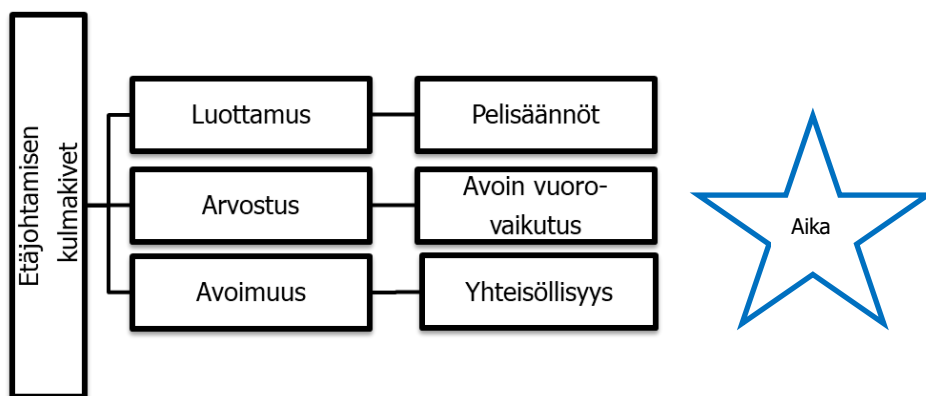 Etäjohtamisen
kulmakivet
Luottamus
Pelisäännöt
Arvostus
Avoin vuoro-
vaikutus
Avoimuus
Yhteisöllisyys
Aika